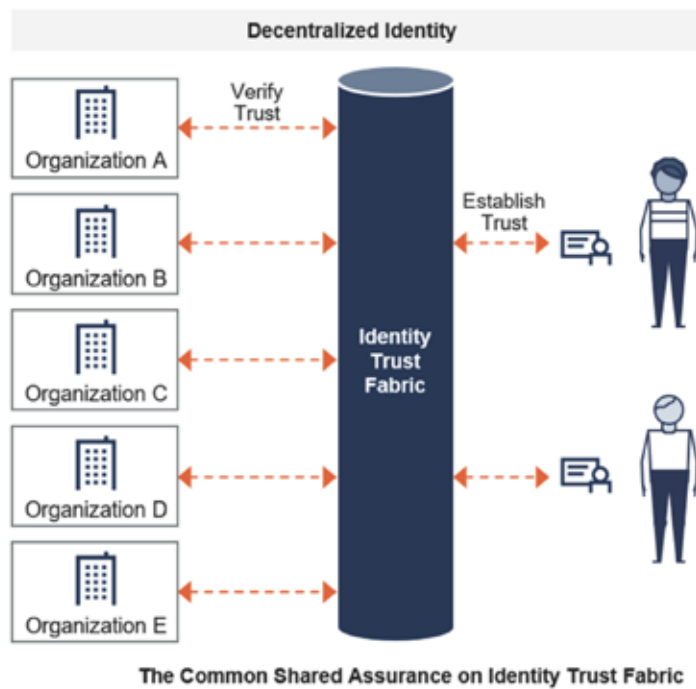 Decentralized Identity
Verify
Trust
Organization A
Establish
Trust
Organization B
Identity
Trust
Fabric
Organization C
Organization D
Organization E
The Common Shared Assurance on Identity Trust Fabric